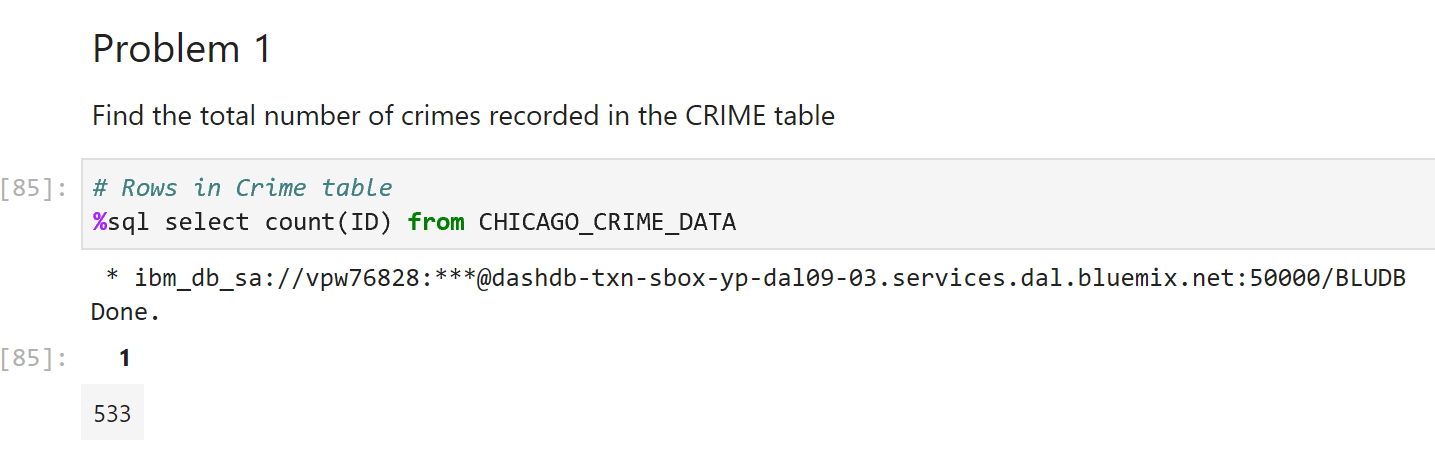 Problem 1
Find the total number of crimes recorded in the CRIME table
[85]: # Rows in Crime table
%sql select count(ID) from CHICAGO_CRIME_DATA
* ibm_db_sa://vpw76828:***@dashdb-txn-sbox-yp-dal09-03.services.dal.bluemix.net:50000/BLUDB
Done.
[85]: 1
533